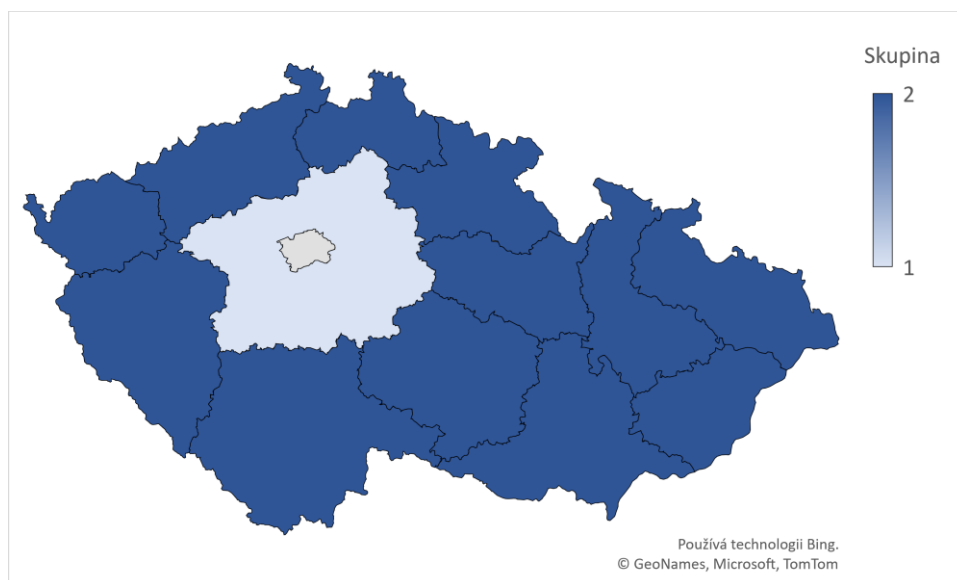 Skupina
2
1
Používá technologii Bing.
© GeoNames, Microsoft, TomTom